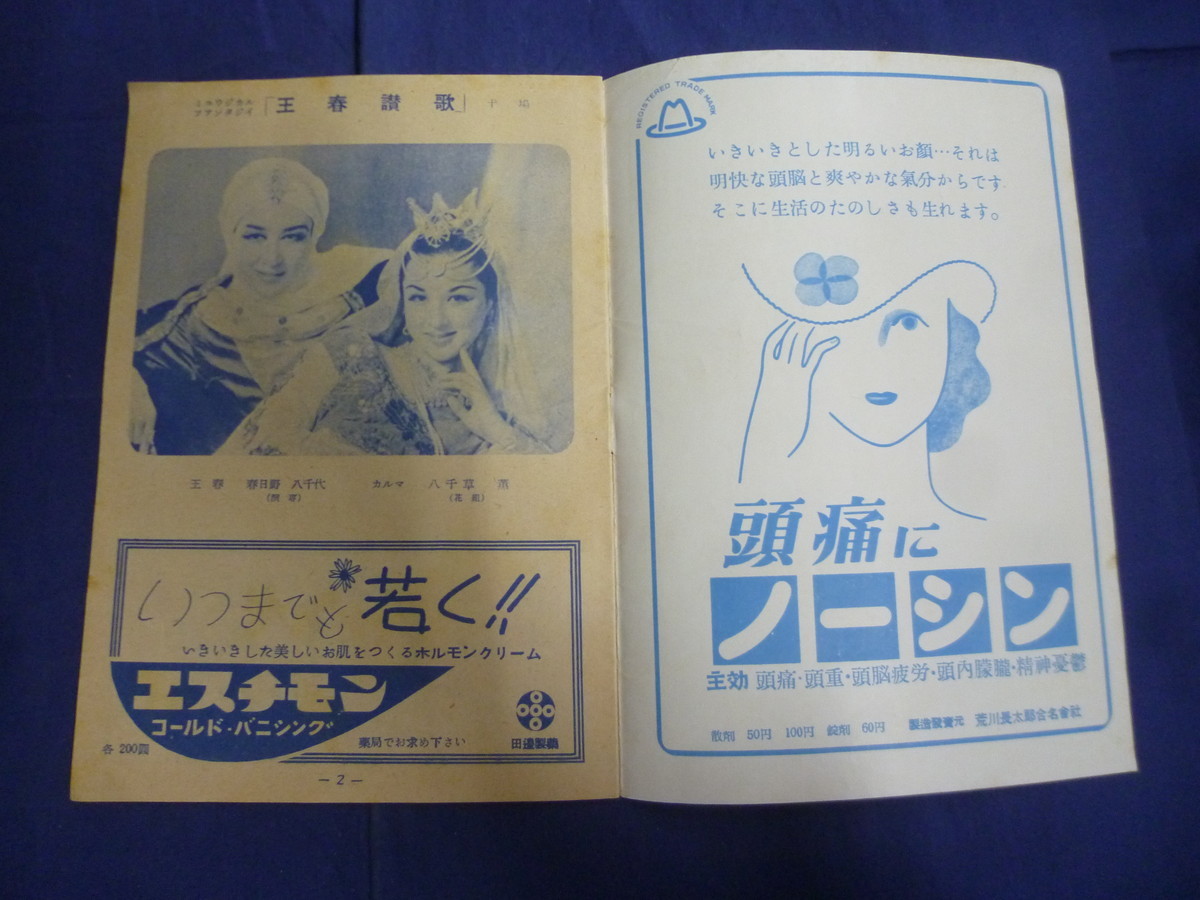 ミユウジカル
フアンタジイ
「王春讃歌」 十場
王春 春日野 八千代 カルマ 八千草 薫
(花組)
いつまでも若く!!
いきいきした美しいお肌をつくるホルモンクリーム
エスチモン
コールド・バニシング
各 200圓
薬局でお求め下さい
田邊製藥
— 2 —
REGISTERED TRADE MARK
いきいきとした明るいお顔…それは
明快な頭脳と爽やかな氣分からです
そこに生活のたのしさも生れます。
頭痛に
ノーシン
主効 頭痛・頭重・頭脳疲労・頭内朦朧・精神憂鬱
散剤 50円 100円 錠剤 60円 製造發賣元 荒川長太郎合名會社